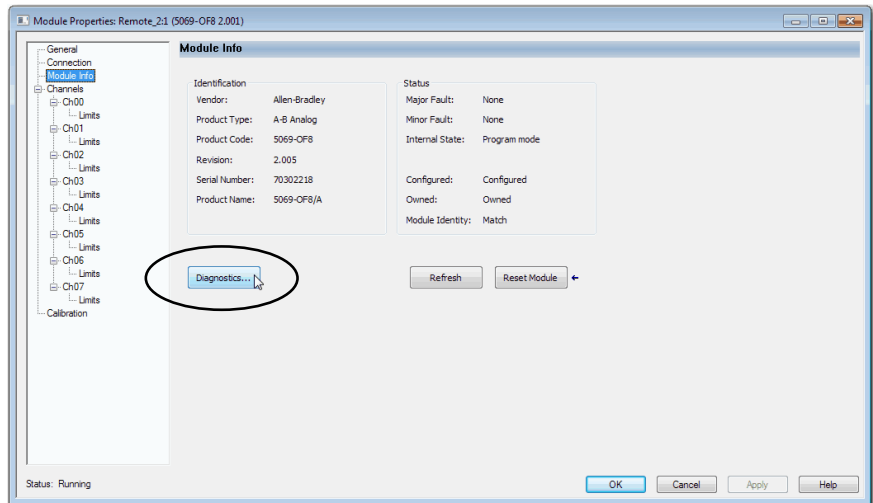 Module Properties: Remote_2:1 (5069-OF8 2.001)
General
Connection
Module Info
Channels
Ch00
Limits
Ch01
Limits
Ch02
Limits
Ch03
Limits
Ch04
Limits
Ch05
Limits
Ch06
Limits
Ch07
Limits
Calibration
Module Info
Identification
Vendor: Allen-Bradley
Product Type: A-B Analog
Product Code: 5069-OF8
Revision: 2.005
Serial Number: 70302218
Product Name: 5069-OF8/A
Status
Major Fault: None
Minor Fault: None
Internal State: Program mode
Configured: Configured
Owned: Owned
Module Identity: Match
Diagnostics... Refresh Reset Module ←
Status: Running OK Cancel Apply Help